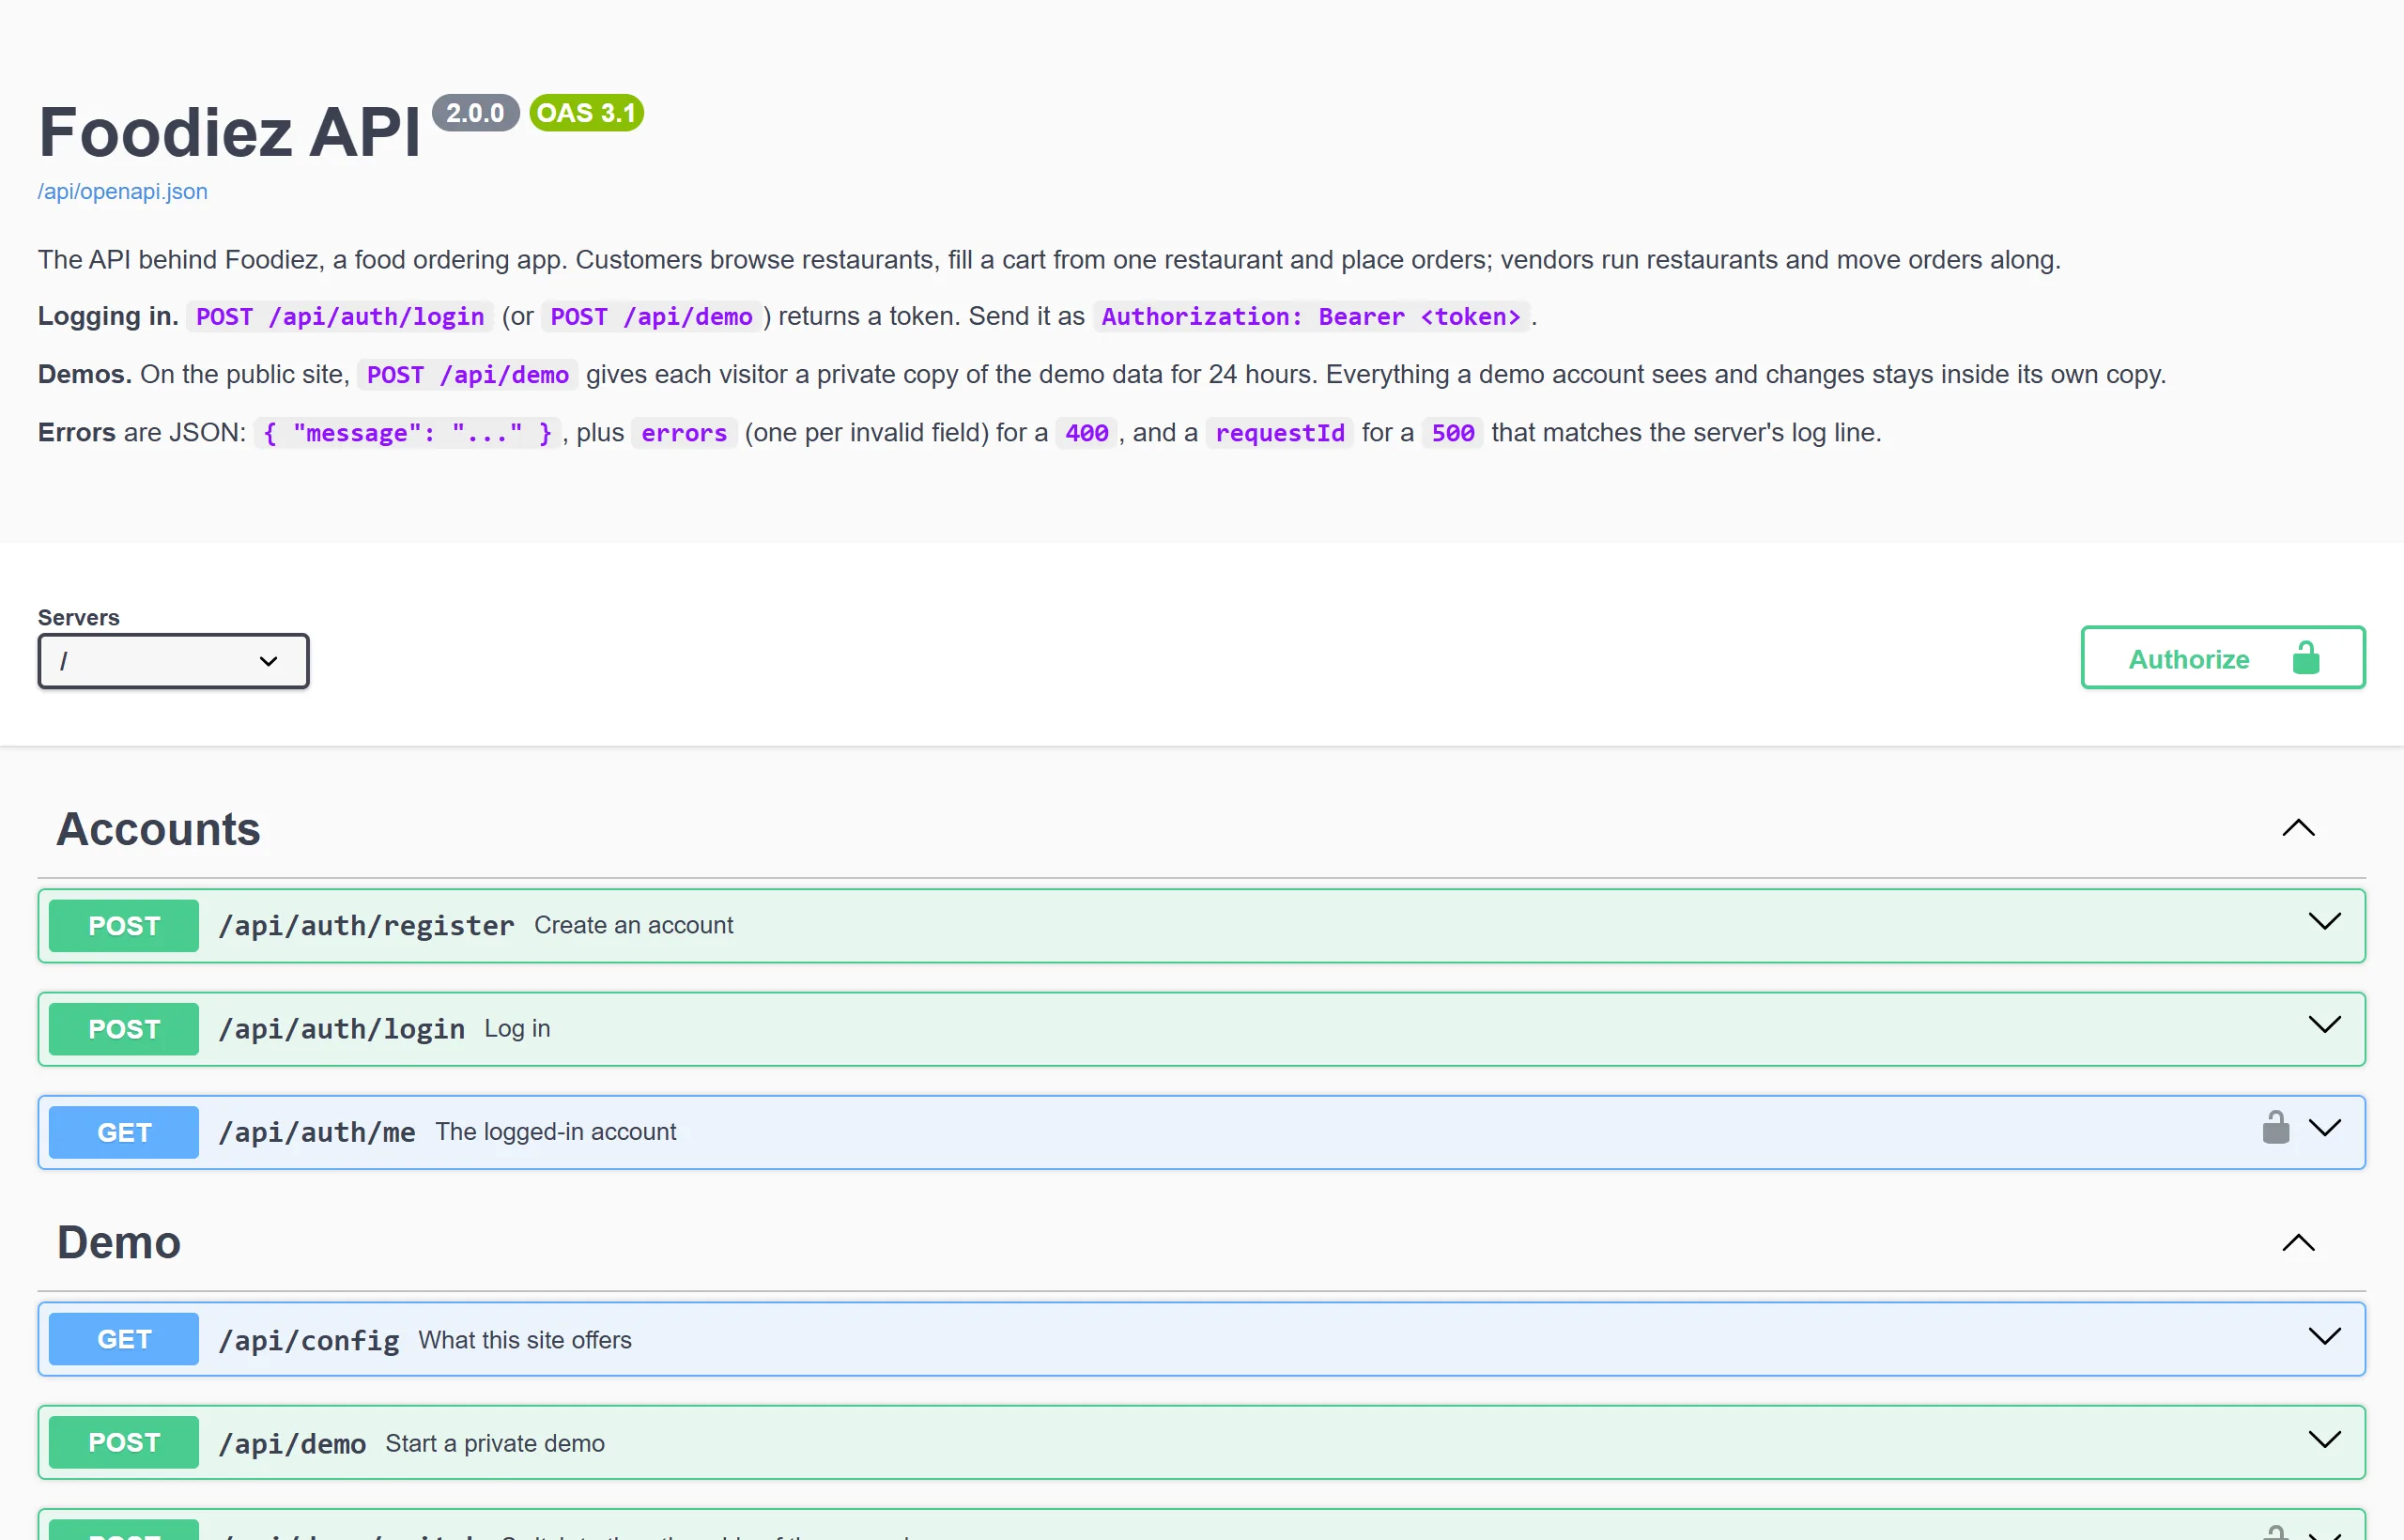 Foodiez API 2.0.0 OAS 3.1
/api/openapi.json
The API behind Foodiez, a food ordering app. Customers browse restaurants, fill a cart from one restaurant and place orders; vendors run restaurants and move orders along.
Logging in. POST /api/auth/login (or POST /api/demo) returns a token. Send it as Authorization: Bearer <token>.
Demos. On the public site, POST /api/demo gives each visitor a private copy of the demo data for 24 hours. Everything a demo account sees and changes stays inside its own copy.
Errors are JSON: { "message": "..." }, plus errors (one per invalid field) for a 400, and a requestId for a 500 that matches the server's log line.
Servers
/
Authorize
Accounts
POST /api/auth/register Create an account
POST /api/auth/login Log in
GET /api/auth/me The logged-in account
Demo
GET /api/config What this site offers
POST /api/demo Start a private demo
POST